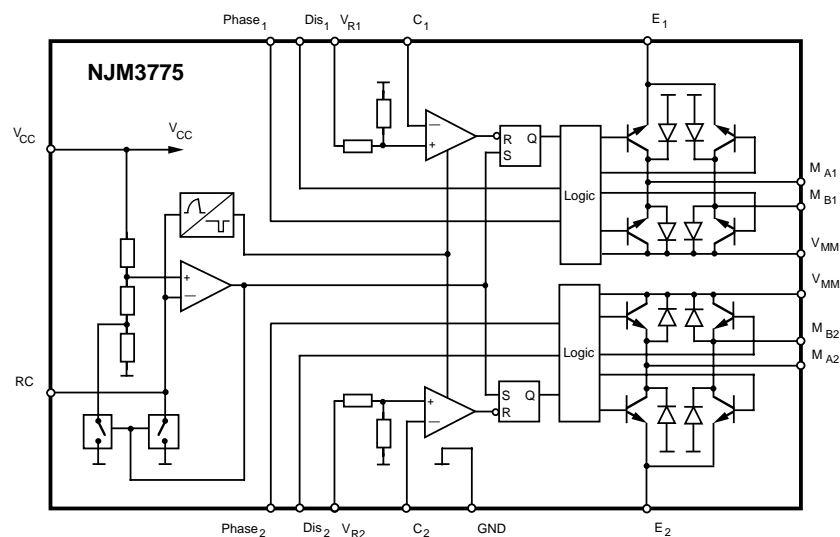 Phase1 Dis1 VR1 C1 E1
NJM3775
VCC VCC
R Q
S
Logic
MA1
MB1
VMM
+
−
VMM
MB2
MA2
Logic
RC
S Q
R
Phase2 Dis2 VR2 C2 GND E2